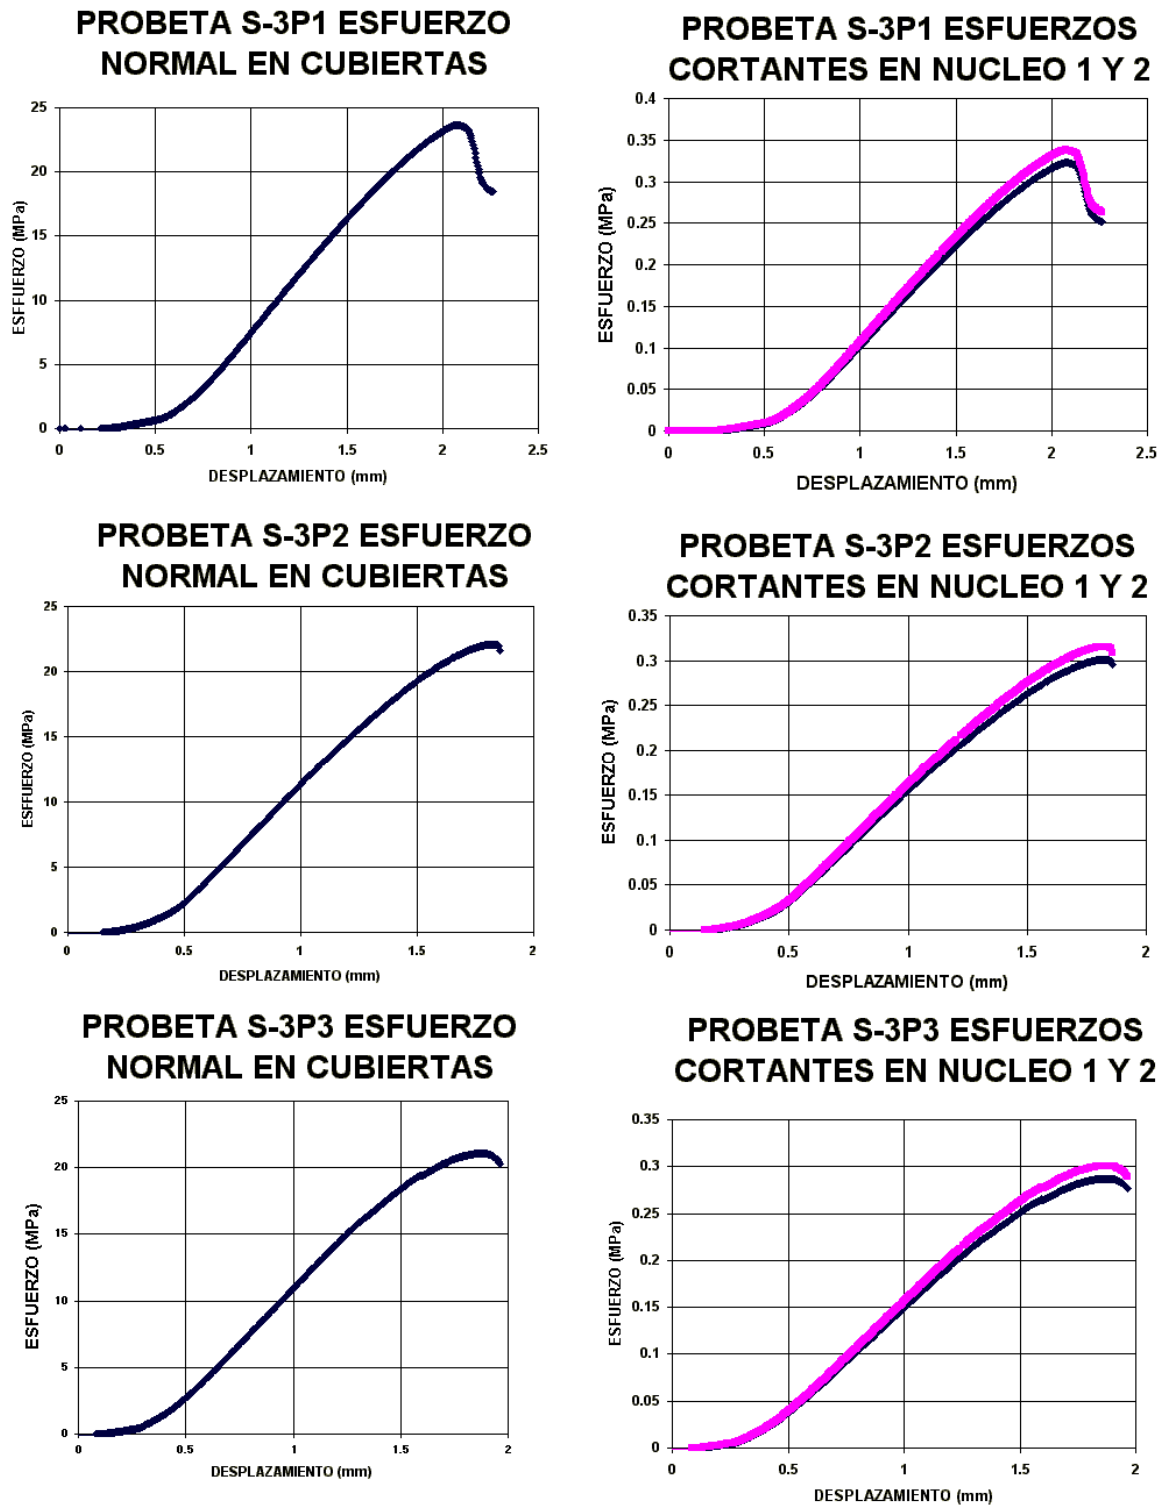 PROBETA S-3P1 ESFUERZO
NORMAL EN CUBIERTAS
25
20
15
10
5
0
ESFFUERZO (MPa)
0 0.5 1 1.5 2 2.5
DESPLAZAMIENTO (mm)
PROBETA S-3P1 ESFUERZOS
CORTANTES EN NUCLEO 1 Y 2
0.4
0.35
0.3
0.25
0.2
0.15
0.1
0.05
0
ESFUERZO (MPa)
0 0.5 1 1.5 2 2.5
DESPLAZAMIENTO (mm)
PROBETA S-3P2 ESFUERZO
NORMAL EN CUBIERTAS
25
20
15
10
5
0
ESFFUERZO (MPa)
0 0.5 1 1.5 2
DESPLAZAMIENTO (mm)
PROBETA S-3P2 ESFUERZOS
CORTANTES EN NUCLEO 1 Y 2
0.35
0.3
0.25
0.2
0.15
0.1
0.05
0
ESFUERZO (MPa)
0 0.5 1 1.5 2
DESPLAZAMIENTO (mm)
PROBETA S-3P3 ESFUERZO
NORMAL EN CUBIERTAS
25
20
15
10
5
0
ESFUERZO (MPa)
0 0.5 1 1.5 2
DESPLAZAMIENTO (mm)
PROBETA S-3P3 ESFUERZOS
CORTANTES EN NUCLEO 1 Y 2
0.35
0.3
0.25
0.2
0.15
0.1
0.05
0
ESFUERZO (MPa)
0 0.5 1 1.5 2
DESPLAZAMIENTO (mm)